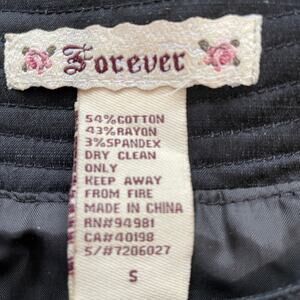 Forever
54%COTTON
43%RAYON
3%SPANDEX
DRY CLEAN
ONLY
KEEP AWAY
FROM FIRE
MADE IN CHINA
RN#94981
CA#40198
S/#7206027
S